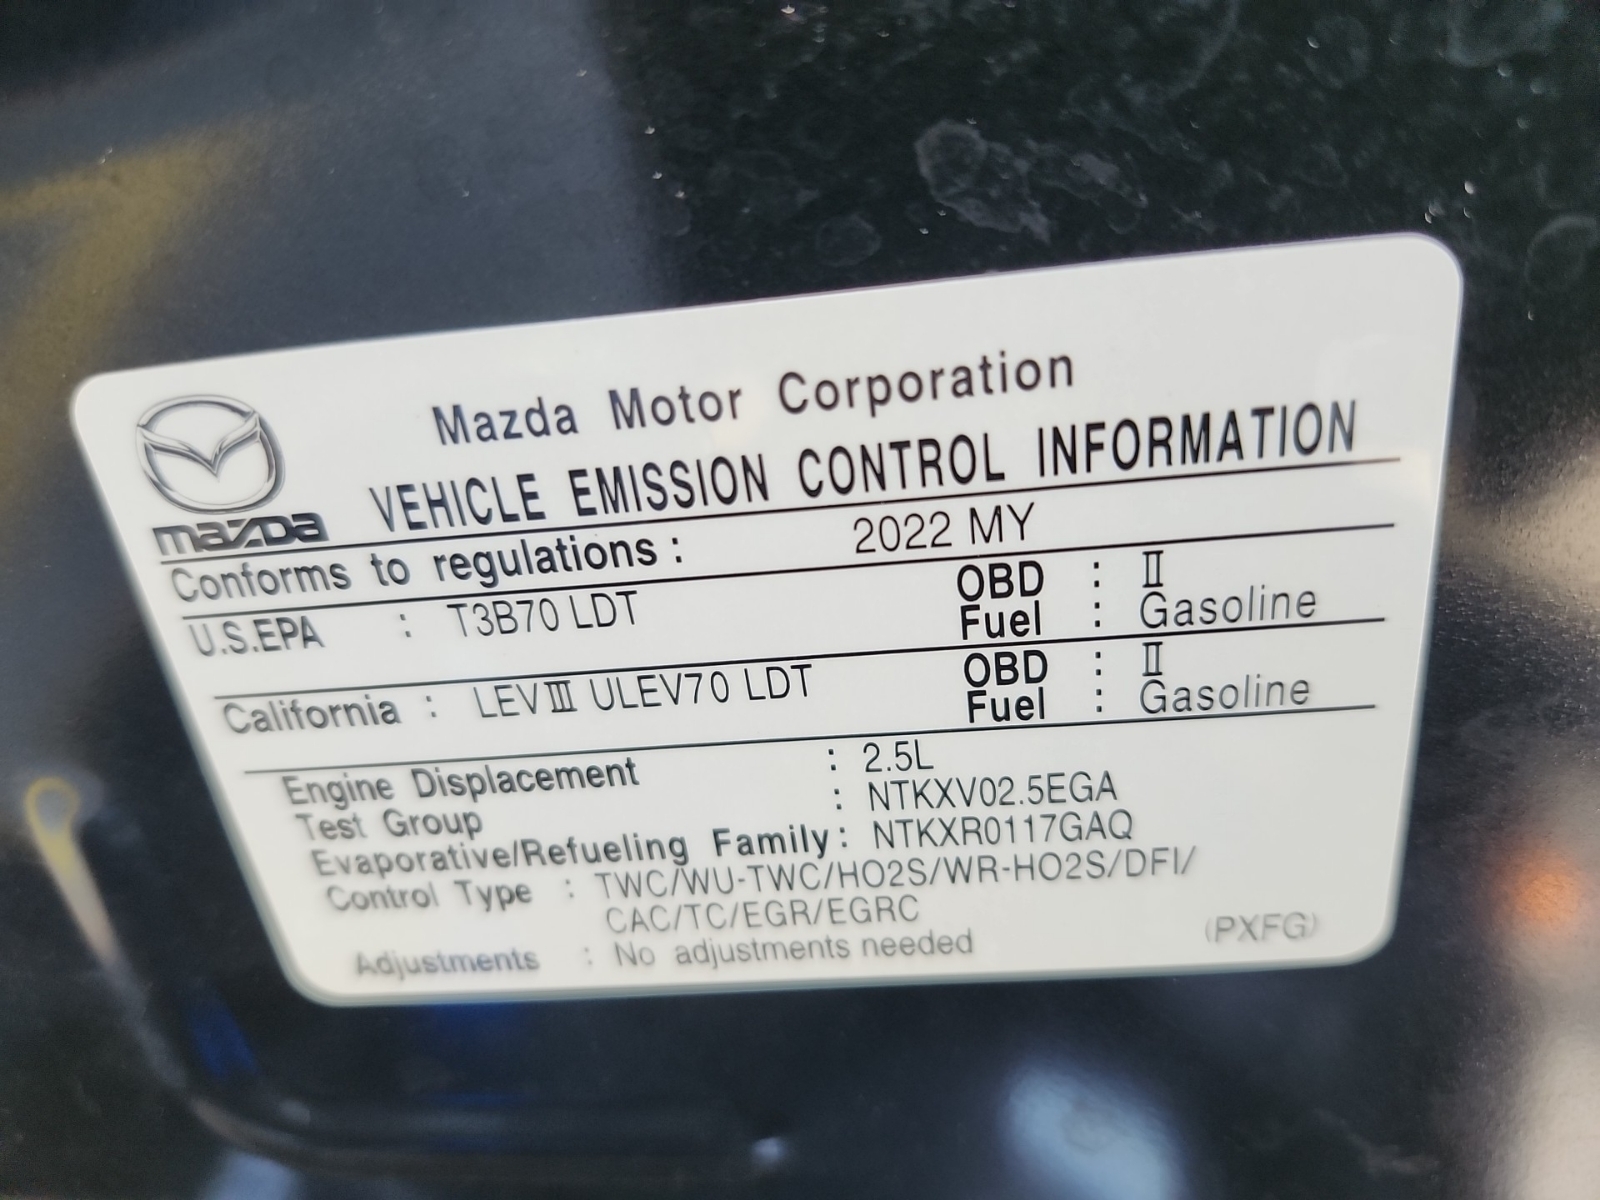 Mazda Motor Corporation
mazda
VEHICLE EMISSION CONTROL INFORMATION
Conforms to regulations : 2022 MY
U.S.EPA : T3B70 LDT OBD : II
Fuel : Gasoline
California : LEVIII ULEV70 LDT OBD : II
Fuel : Gasoline
Engine Displacement : 2.5L
Test Group : NTKXV02.5EGA
Evaporative/Refueling Family : NTKXR0117GAQ
Control Type : TWC/WU-TWC/HO2S/WR-HO2S/DFI/
CAC/TC/EGR/EGRC
Adjustments : No adjustments needed (PXFG)